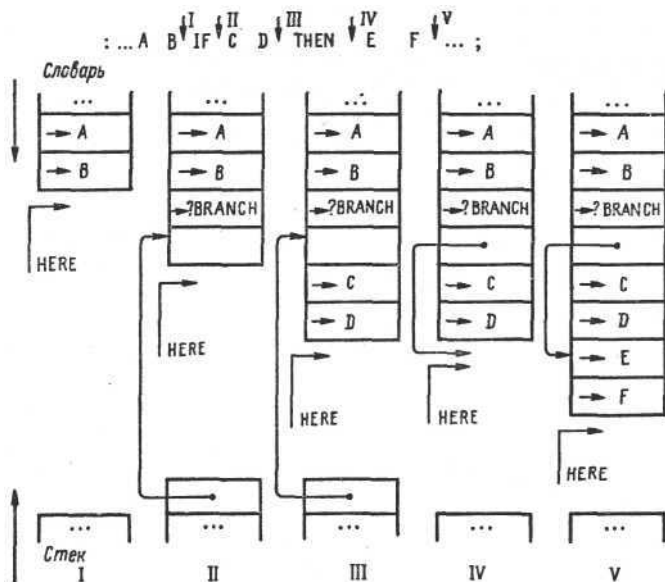 I II III IV V
: ... A B IF C D THEN E F ... ;
Словарь
... ... ... ... ...
A A A A A
B B B B B
?BRANCH ?BRANCH ?BRANCH ?BRANCH
HERE
C C C
HERE
D D D
E
HERE HERE
F
HERE
... ... ... ... ...
Стек
I II III IV V